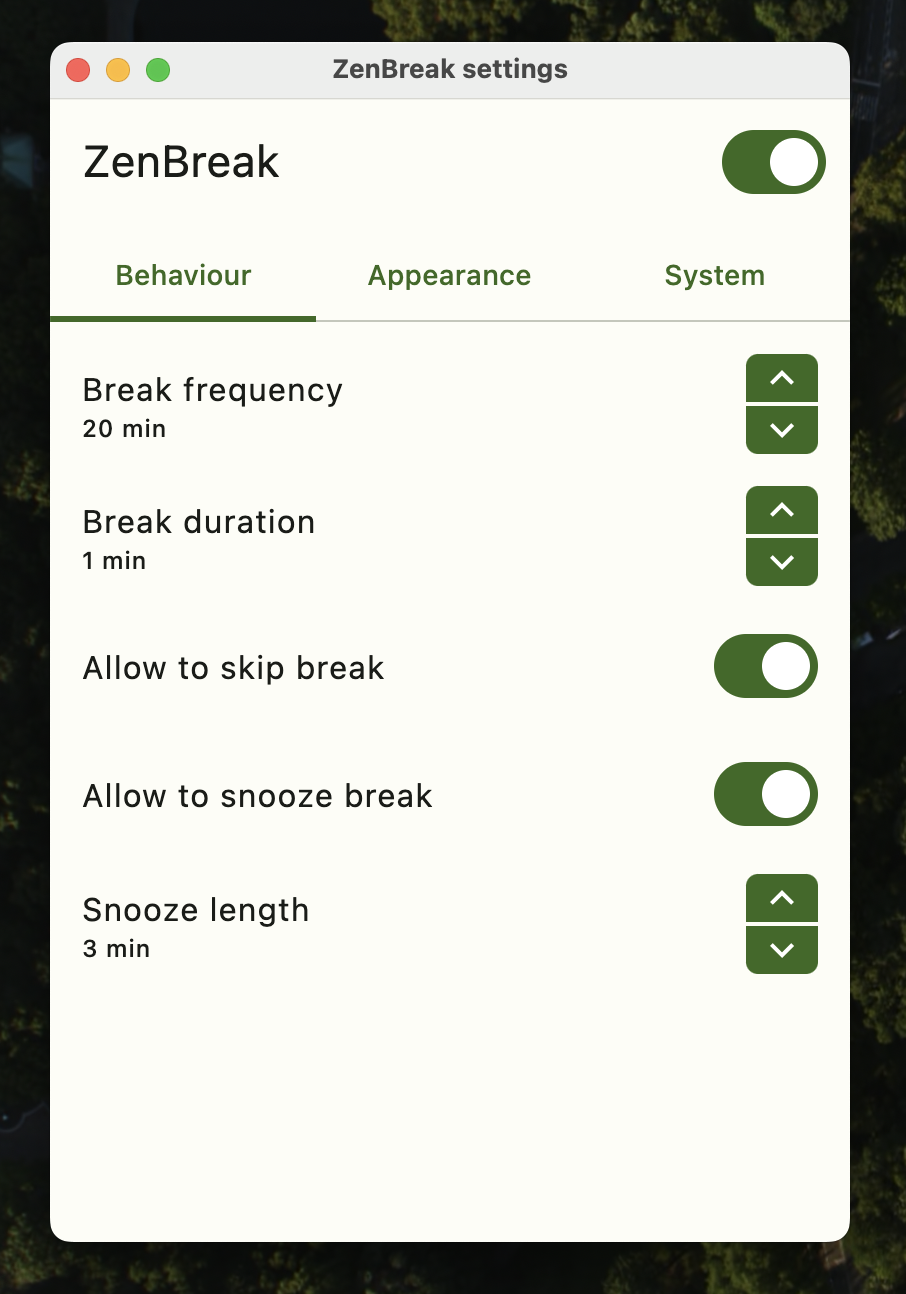 ZenBreak settings
ZenBreak
Behaviour Appearance System
Break frequency
20 min
Break duration
1 min
Allow to skip break
Allow to snooze break
Snooze length
3 min